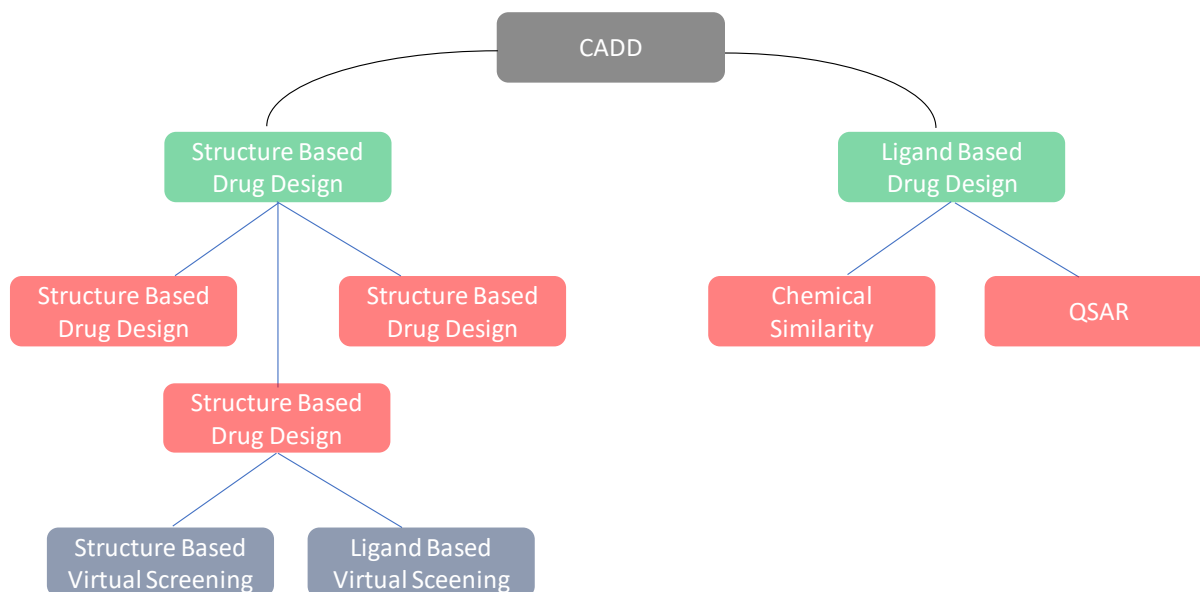 CADD
Structure Based
Drug Design
Ligand Based
Drug Design
Structure Based
Drug Design
Structure Based
Drug Design
Chemical
Similarity
QSAR
Structure Based
Drug Design
Structure Based
Virtual Screening
Ligand Based
Virtual Sceening